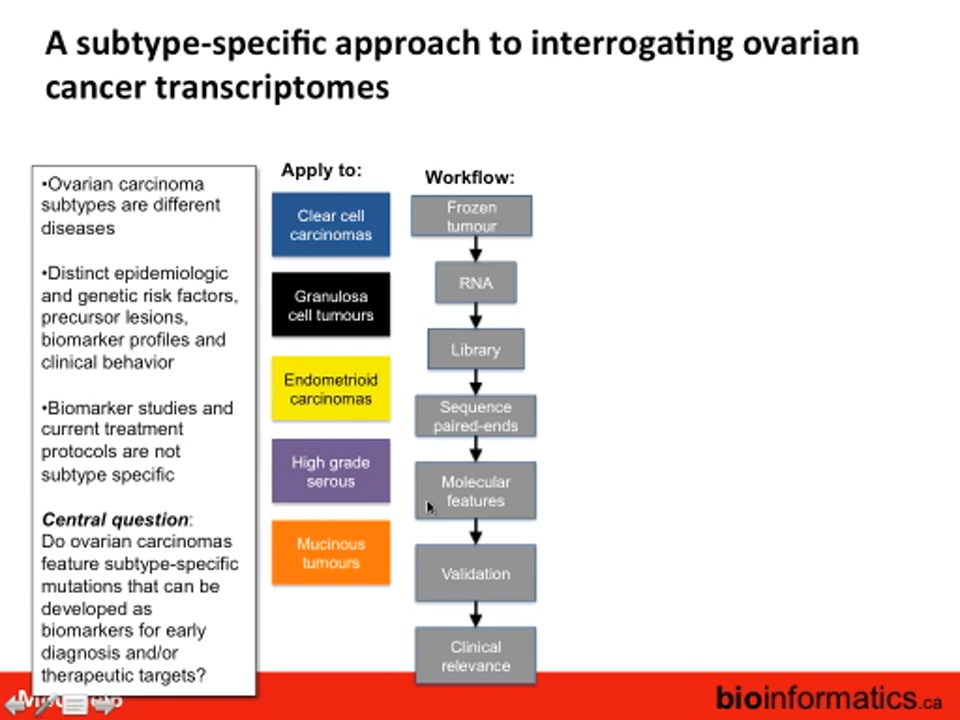 A subtype-specific approach to interrogating ovarian
cancer transcriptomes
•Ovarian carcinoma
subtypes are different
diseases
•Distinct epidemiologic
and genetic risk factors,
precursor lesions,
biomarker profiles and
clinical behavior
•Biomarker studies and
current treatment
protocols are not
subtype specific
Central question:
Do ovarian carcinomas
feature subtype-specific
mutations that can be
developed as
biomarkers for early
diagnosis and/or
therapeutic targets?
Apply to:
Clear cell
carcinomas
Granulosa
cell tumours
Endometrioid
carcinomas
High grade
serous
Mucinous
tumours
Workflow:
Frozen
tumour
RNA
Library
Sequence
paired-ends
Molecular
features
Validation
Clinical
relevance
bioinformatics.ca